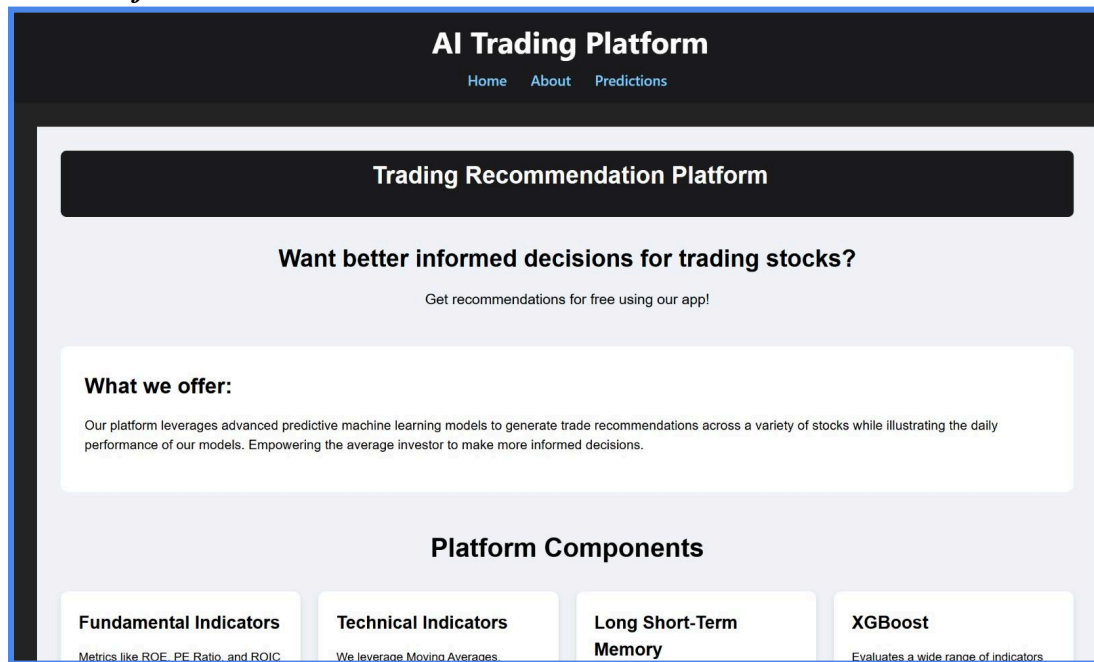 AI Trading Platform
Home About Predictions
Trading Recommendation Platform
Want better informed decisions for trading stocks?
Get recommendations for free using our app!
What we offer:
Our platform leverages advanced predictive machine learning models to generate trade recommendations across a variety of stocks while illustrating the daily
performance of our models. Empowering the average investor to make more informed decisions.
Platform Components
Fundamental Indicators
Metrics like ROE, PE Ratio, and ROIC
Technical Indicators
We leverage Moving Averages,
Long Short-Term
Memory
XGBoost
Evaluates a wide range of indicators